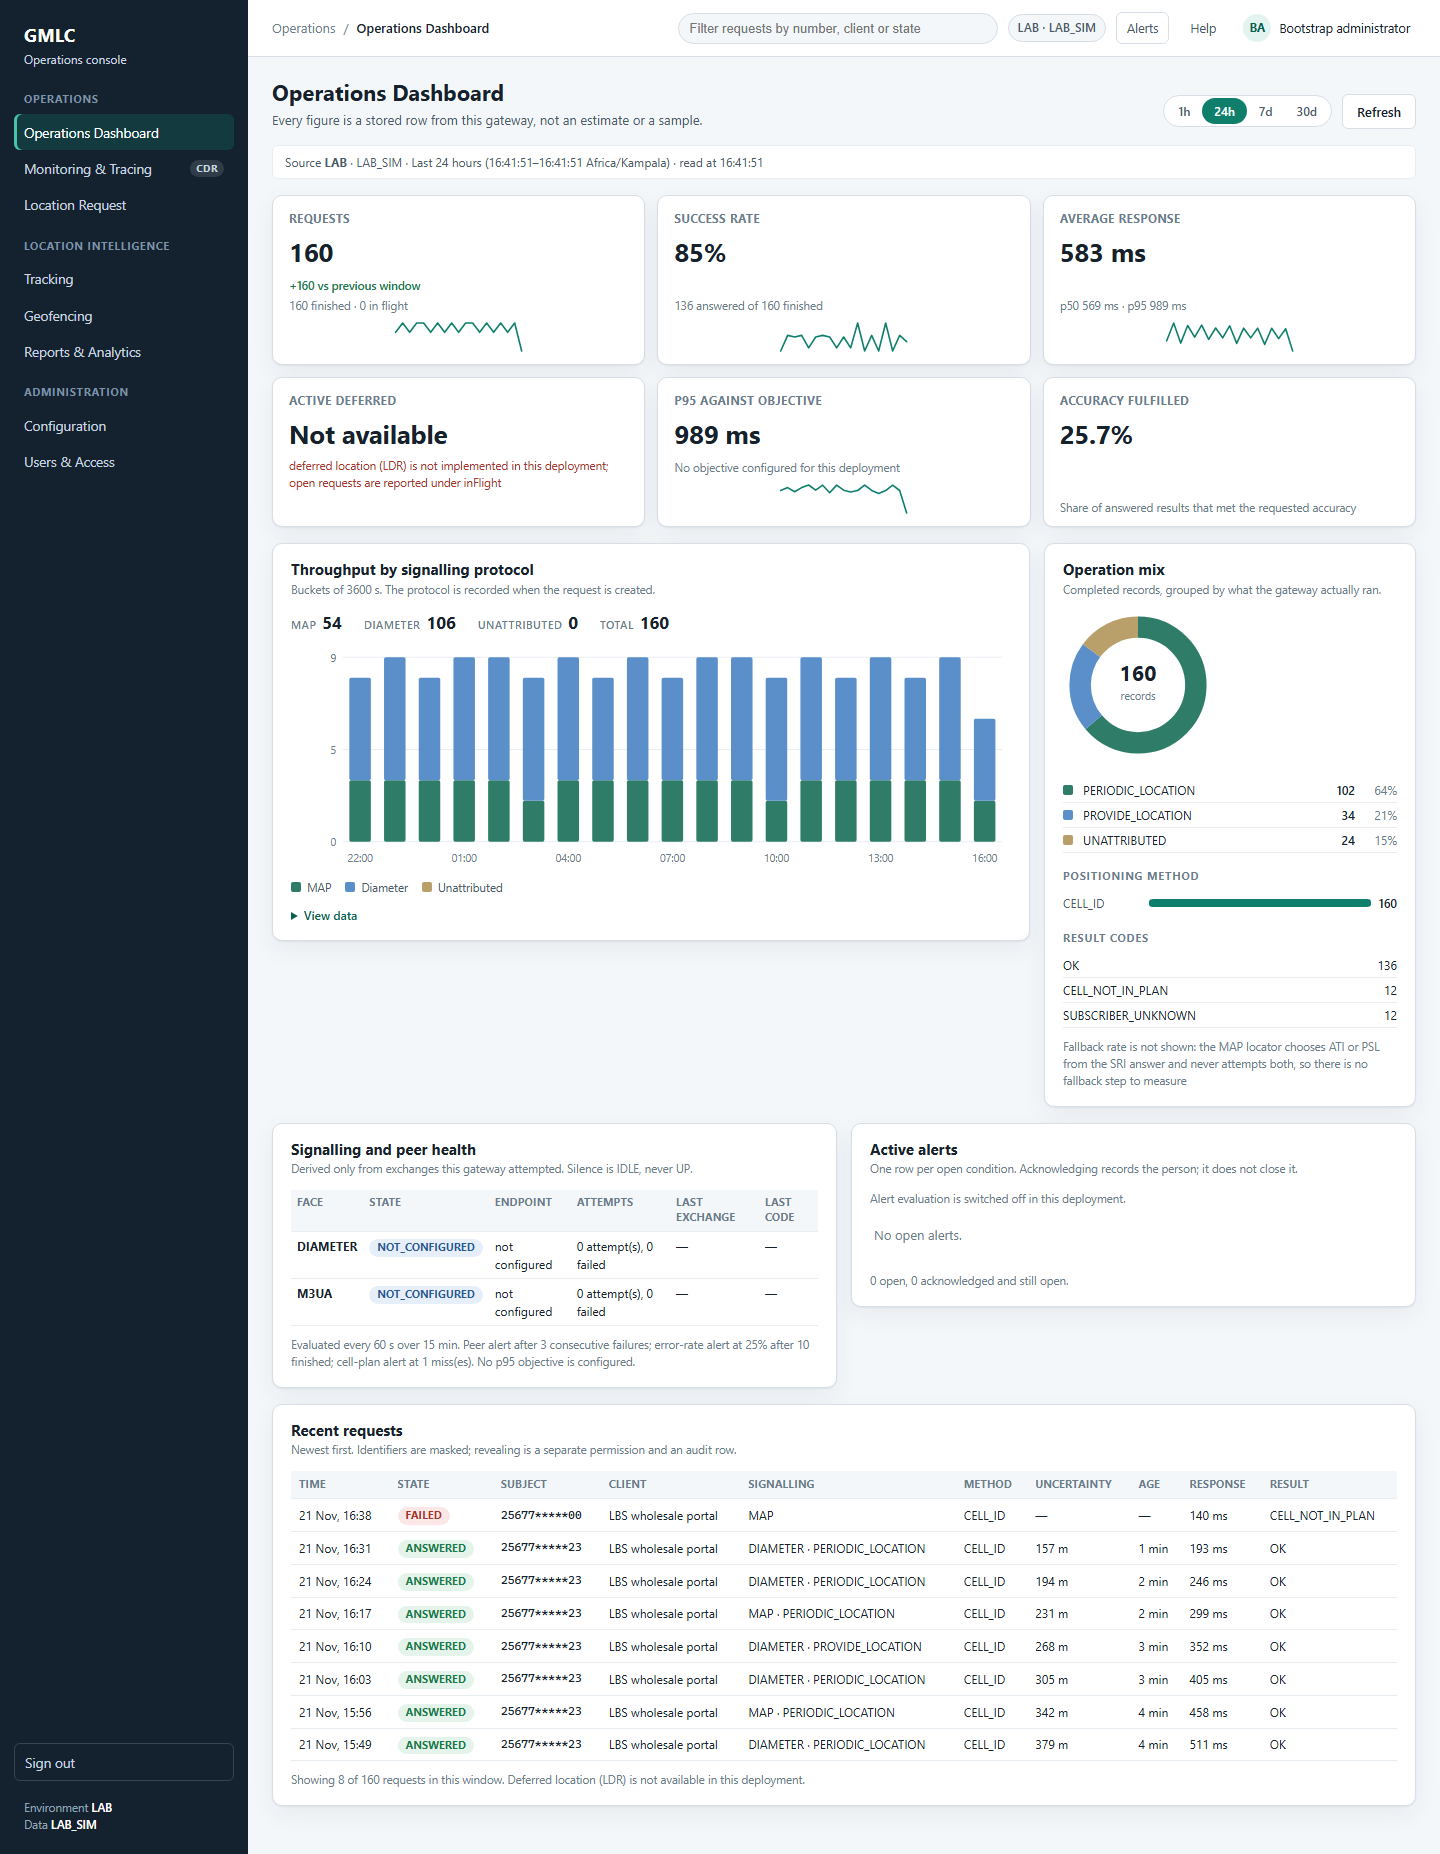 GMLC
Operations console
OPERATIONS
Operations Dashboard
Monitoring & Tracing CDR
Location Request
LOCATION INTELLIGENCE
Tracking
Geofencing
Reports & Analytics
ADMINISTRATION
Configuration
Users & Access
Sign out
Environment LAB
Data LAB_SIM
Operations / Operations Dashboard
Filter requests by number, client or state
LAB · LAB_SIM
Alerts
Help
BA Bootstrap administrator
Operations Dashboard
Every figure is a stored row from this gateway, not an estimate or a sample.
1h 24h 7d 30d
Refresh
Source LAB · LAB_SIM · Last 24 hours (16:41:51–16:41:51 Africa/Kampala) · read at 16:41:51
REQUESTS
160
+160 vs previous window
160 finished · 0 in flight
SUCCESS RATE
85%
136 answered of 160 finished
AVERAGE RESPONSE
583 ms
p50 569 ms · p95 989 ms
ACTIVE DEFERRED
Not available
deferred location (LDR) is not implemented in this deployment;
open requests are reported under inFlight
P95 AGAINST OBJECTIVE
989 ms
No objective configured for this deployment
ACCURACY FULFILLED
25.7%
Share of answered results that met the requested accuracy
Throughput by signalling protocol
Buckets of 3600 s. The protocol is recorded when the request is created.
MAP 54 DIAMETER 106 UNATTRIBUTED 0 TOTAL 160
9
5
0
22:00 01:00 04:00 07:00 10:00 13:00 16:00
MAP Diameter Unattributed
View data
Operation mix
Completed records, grouped by what the gateway actually ran.
160
records
PERIODIC_LOCATION 102 64%
PROVIDE_LOCATION 34 21%
UNATTRIBUTED 24 15%
POSITIONING METHOD
CELL_ID 160
RESULT CODES
OK 136
CELL_NOT_IN_PLAN 12
SUBSCRIBER_UNKNOWN 12
Fallback rate is not shown: the MAP locator chooses ATI or PSL
from the SRI answer and never attempts both, so there is no
fallback step to measure
Signalling and peer health
Derived only from exchanges this gateway attempted. Silence is IDLE, never UP.
FACE STATE ENDPOINT ATTEMPTS LAST EXCHANGE LAST CODE
DIAMETER NOT_CONFIGURED not configured 0 attempt(s), 0 failed — —
M3UA NOT_CONFIGURED not configured 0 attempt(s), 0 failed — —
Evaluated every 60 s over 15 min. Peer alert after 3 consecutive failures; error-rate alert at 25% after 10
finished; cell-plan alert at 1 miss(es). No p95 objective is configured.
Active alerts
One row per open condition. Acknowledging records the person; it does not close it.
Alert evaluation is switched off in this deployment.
No open alerts.
0 open, 0 acknowledged and still open.
Recent requests
Newest first. Identifiers are masked; revealing is a separate permission and an audit row.
TIME STATE SUBJECT CLIENT SIGNALLING METHOD UNCERTAINTY AGE RESPONSE RESULT
21 Nov, 16:38 FAILED 25677*****00 LBS wholesale portal MAP CELL_ID — — 140 ms CELL_NOT_IN_PLAN
21 Nov, 16:31 ANSWERED 25677*****23 LBS wholesale portal DIAMETER · PERIODIC_LOCATION CELL_ID 157 m 1 min 193 ms OK
21 Nov, 16:24 ANSWERED 25677*****23 LBS wholesale portal DIAMETER · PERIODIC_LOCATION CELL_ID 194 m 2 min 246 ms OK
21 Nov, 16:17 ANSWERED 25677*****23 LBS wholesale portal MAP · PERIODIC_LOCATION CELL_ID 231 m 2 min 299 ms OK
21 Nov, 16:10 ANSWERED 25677*****23 LBS wholesale portal DIAMETER · PROVIDE_LOCATION CELL_ID 268 m 3 min 352 ms OK
21 Nov, 16:03 ANSWERED 25677*****23 LBS wholesale portal DIAMETER · PERIODIC_LOCATION CELL_ID 305 m 3 min 405 ms OK
21 Nov, 15:56 ANSWERED 25677*****23 LBS wholesale portal MAP · PERIODIC_LOCATION CELL_ID 342 m 4 min 458 ms OK
21 Nov, 15:49 ANSWERED 25677*****23 LBS wholesale portal DIAMETER · PERIODIC_LOCATION CELL_ID 379 m 4 min 511 ms OK
Showing 8 of 160 requests in this window. Deferred location (LDR) is not available in this deployment.